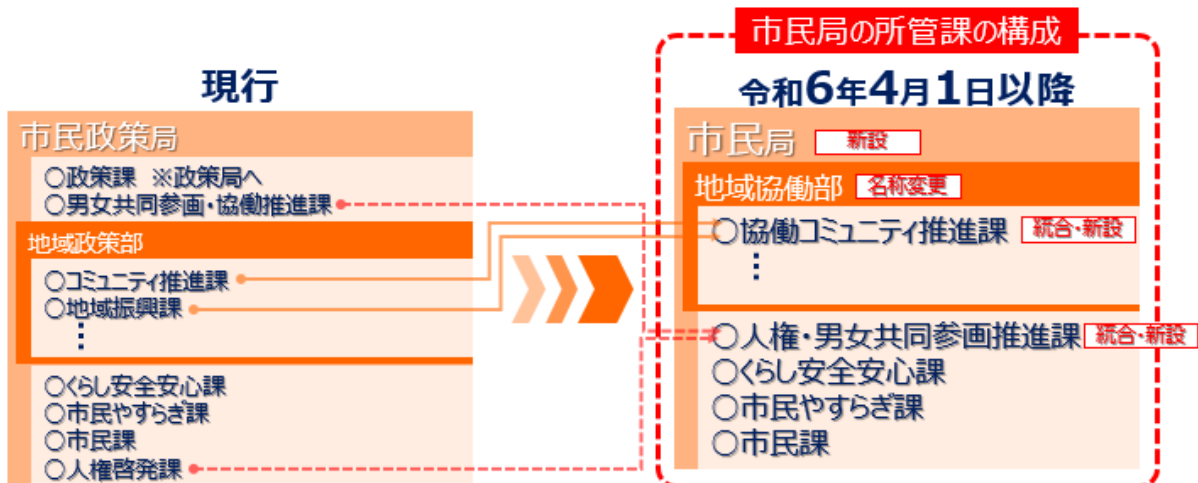 市民局の所管課の構成
現行
令和6年4月1日以降
市民政策局
○政策課 ※政策局へ
○男女共同参画・協働推進課
地域政策部
○コミュニティ推進課
○地域振興課
⋮
○くらし安全安心課
○市民やすらぎ課
○市民課
○人権啓発課
市民局 新設
地域協働部 名称変更
○協働コミュニティ推進課 統合・新設
⋮
○人権・男女共同参画推進課 統合・新設
○くらし安全安心課
○市民やすらぎ課
○市民課